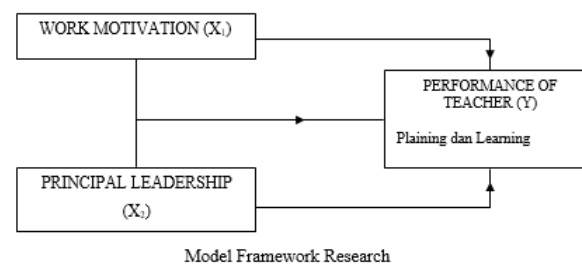 WORK MOTIVATION (X₁)
PERFORMANCE OF
TEACHER (Y)
Plaining dan Learning
PRINCIPAL LEADERSHIP
(X₂)
Model Framework Research